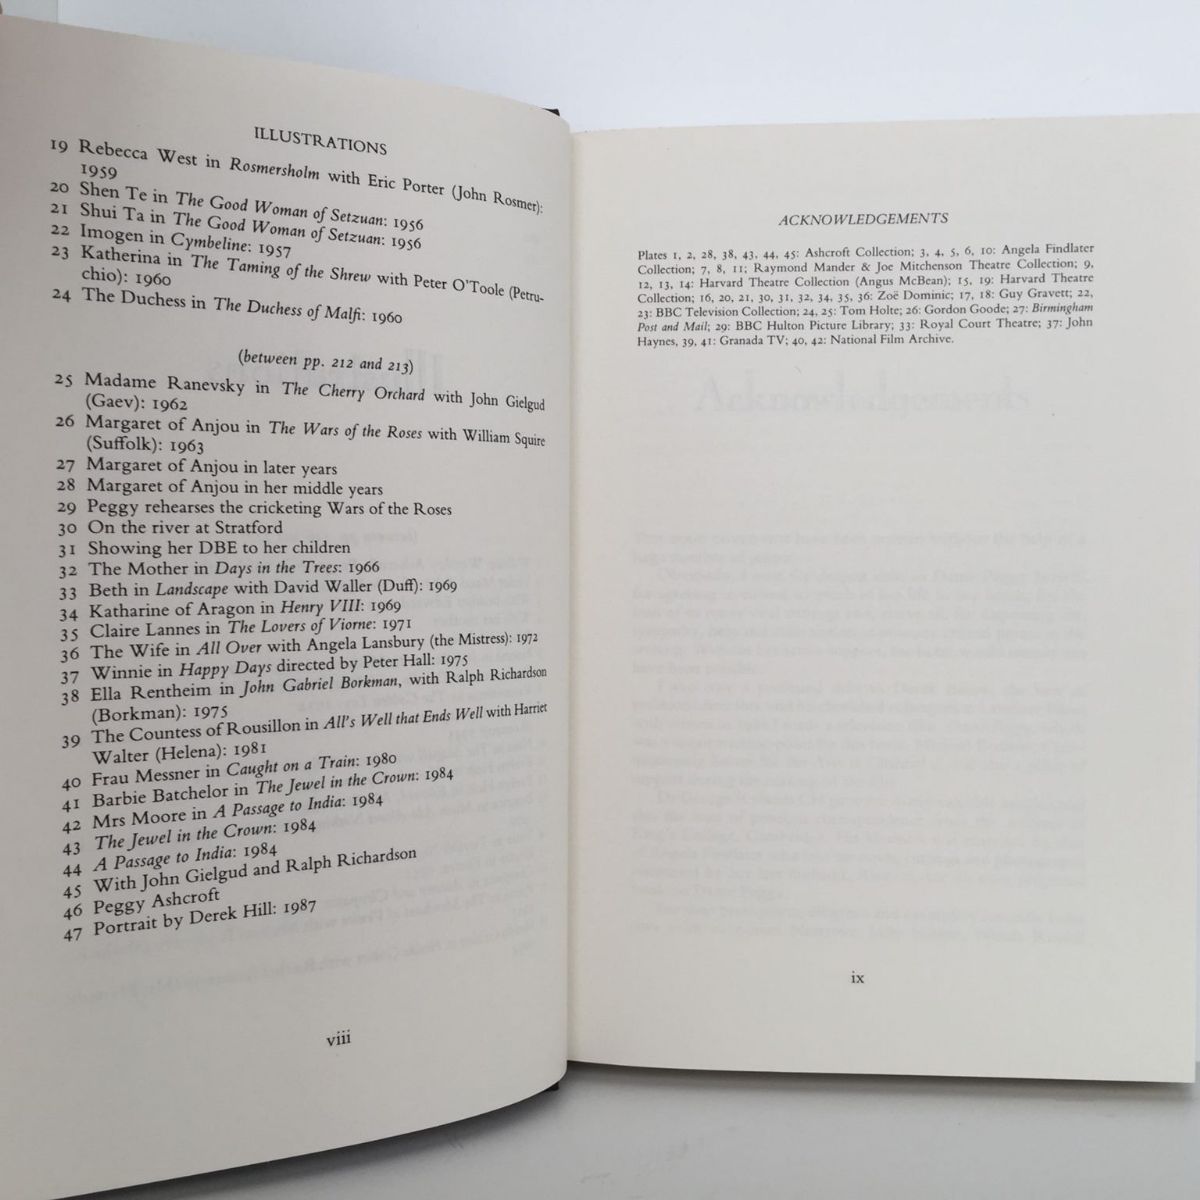 ILLUSTRATIONS
19 Rebecca West in Rosmersholm with Eric Porter (John Rosmer):
1959
20 Shen Te in The Good Woman of Setzuan: 1956
21 Shui Ta in The Good Woman of Setzuan: 1956
22 Imogen in Cymbeline: 1957
23 Katherina in The Taming of the Shrew with Peter O'Toole (Petru-
chio): 1960
24 The Duchess in The Duchess of Malfi: 1960
(between pp. 212 and 213)
25 Madame Ranevsky in The Cherry Orchard with John Gielgud
(Gaev): 1962
26 Margaret of Anjou in The Wars of the Roses with William Squire
(Suffolk): 1963
27 Margaret of Anjou in later years
28 Margaret of Anjou in her middle years
29 Peggy rehearses the cricketing Wars of the Roses
30 On the river at Stratford
31 Showing her DBE to her children
32 The Mother in Days in the Trees: 1966
33 Beth in Landscape with David Waller (Duff): 1969
34 Katharine of Aragon in Henry VIII: 1969
35 Claire Lannes in The Lovers of Viorne: 1971
36 The Wife in All Over with Angela Lansbury (the Mistress): 1972
37 Winnie in Happy Days directed by Peter Hall: 1975
38 Ella Rentheim in John Gabriel Borkman, with Ralph Richardson
(Borkman): 1975
39 The Countess of Rousillon in All's Well that Ends Well with Harriet
Walter (Helena): 1981
40 Frau Messner in Caught on a Train: 1980
41 Barbie Batchelor in The Jewel in the Crown: 1984
42 Mrs Moore in A Passage to India: 1984
43 The Jewel in the Crown: 1984
44 A Passage to India: 1984
45 With John Gielgud and Ralph Richardson
46 Peggy Ashcroft
47 Portrait by Derek Hill: 1987
viii
ACKNOWLEDGEMENTS
Plates 1, 2, 28, 38, 43, 44, 45: Ashcroft Collection; 3, 4, 5, 6, 10: Angela Findlater
Collection; 7, 8, 11; Raymond Mander & Joe Mitchenson Theatre Collection; 9,
12, 13, 14: Harvard Theatre Collection (Angus McBean); 15, 19: Harvard Theatre
Collection; 16, 20, 21, 30, 31, 32, 34, 35, 36: Zoë Dominic; 17, 18: Guy Gravett; 22,
23: BBC Television Collection; 24, 25: Tom Holte; 26: Gordon Goode; 27: Birmingham
Post and Mail; 29: BBC Hulton Picture Library; 33: Royal Court Theatre; 37: John
Haynes, 39, 41: Granada TV; 40, 42: National Film Archive.
ix